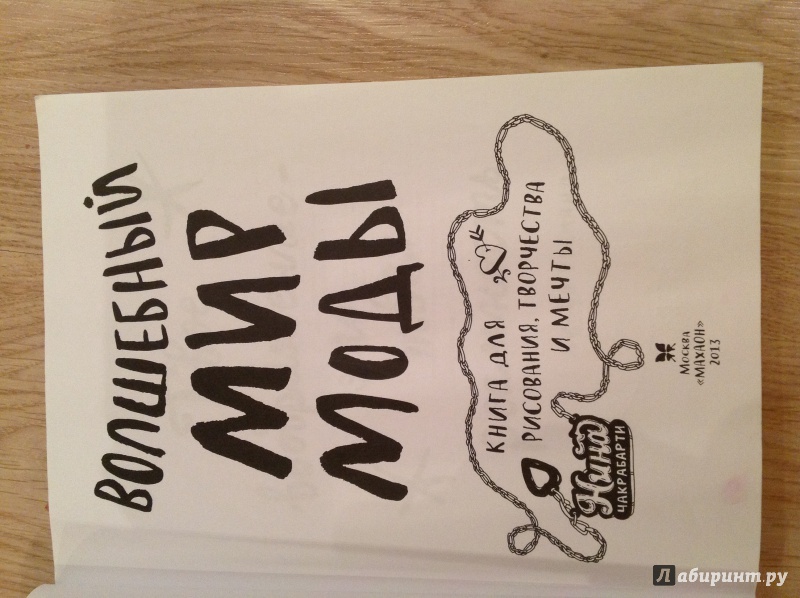 ВОЛШЕБНЫЙ
МИР
МОДЫ
КНИГА ДЛЯ
РИСОВАНИЯ, ТВОРЧЕСТВА
И МЕЧТЫ
Нина
ЧАКРАБАРТИ
МОСКВА
«МАХАОН»
2013
Лабиринт.ру